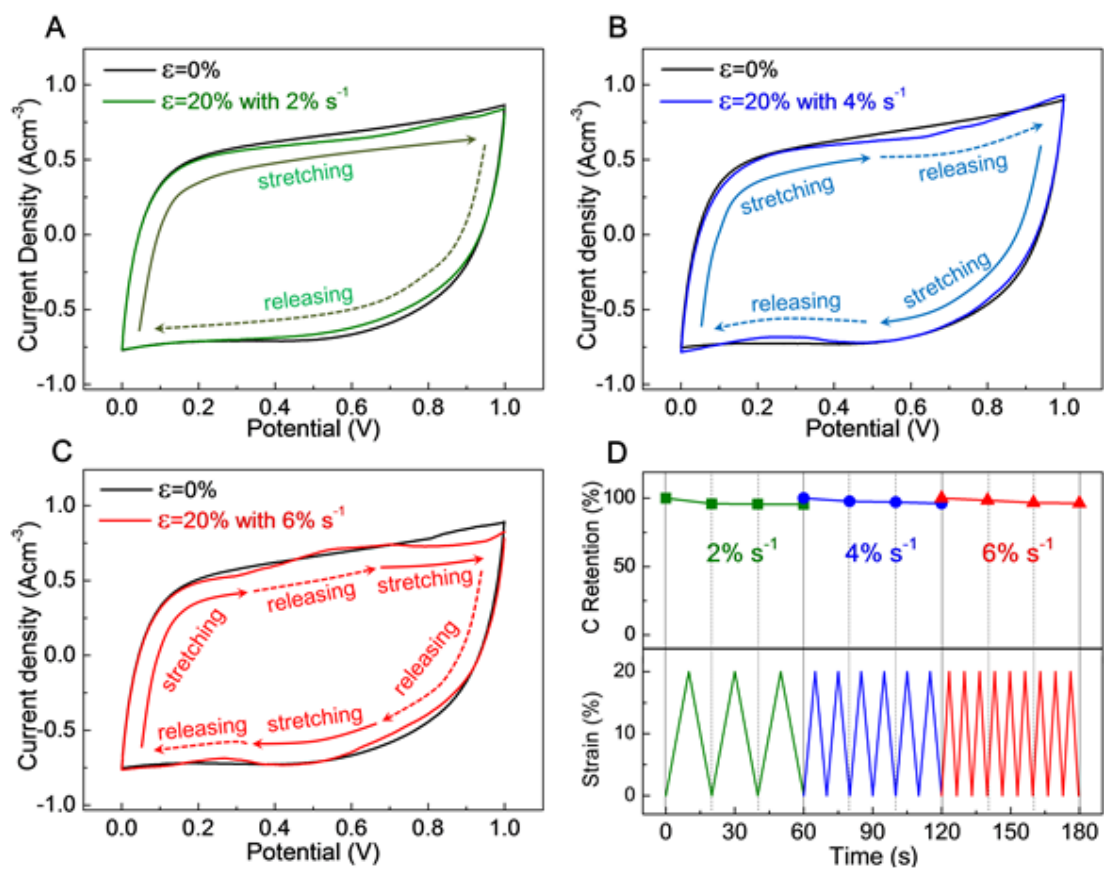 A
ε=0%
ε=20% with 2% s⁻¹
stretching
releasing
Current Density (Acm⁻³)
1.0
0.5
0.0
-0.5
-1.0
0.0 0.2 0.4 0.6 0.8 1.0
Potential (V)
B
ε=0%
ε=20% with 4% s⁻¹
stretching
releasing
stretching
releasing
Current density (Acm⁻³)
1.0
0.5
0.0
-0.5
-1.0
0.0 0.2 0.4 0.6 0.8 1.0
Potential (V)
C
ε=0%
ε=20% with 6% s⁻¹
stretching
releasing
stretching
releasing
stretching
releasing
Current density (Acm⁻³)
1.0
0.5
0.0
-0.5
-1.0
0.0 0.2 0.4 0.6 0.8 1.0
Potential (V)
D
C Retention (%)
100
50
0
2% s⁻¹ 4% s⁻¹ 6% s⁻¹
Strain (%)
20
10
0
0 30 60 90 120 150 180
Time (s)